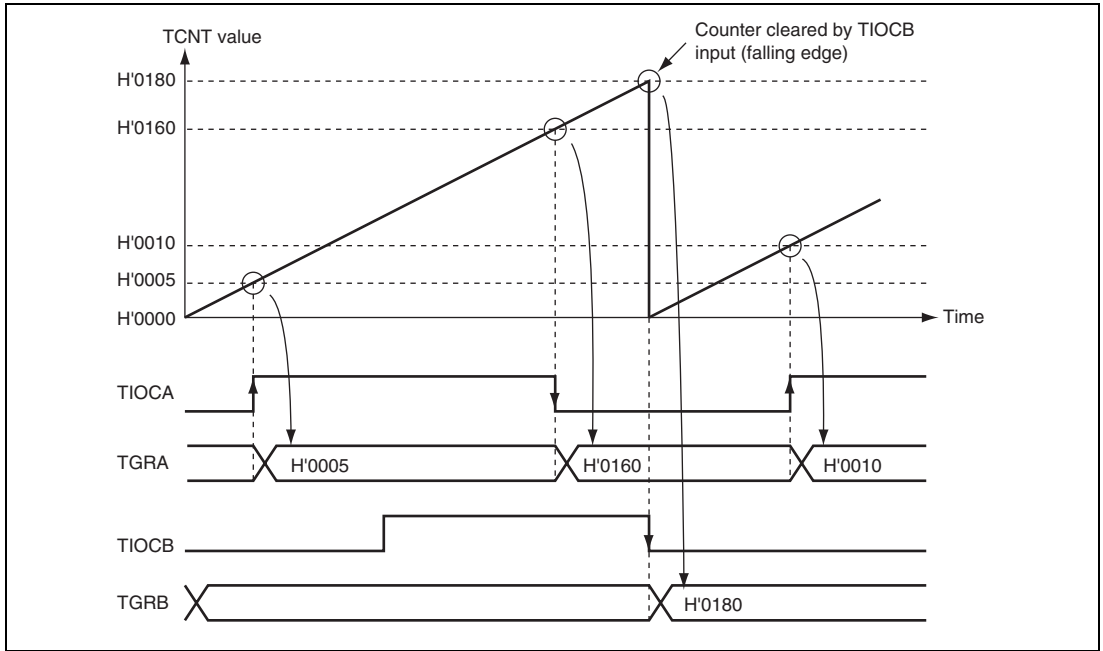 Counter cleared by TIOCB
input (falling edge)
TCNT value
H'0180
H'0160
H'0010
H'0005
H'0000
Time
TIOCA
TGRA
H'0005
H'0160
H'0010
TIOCB
TGRB
H'0180